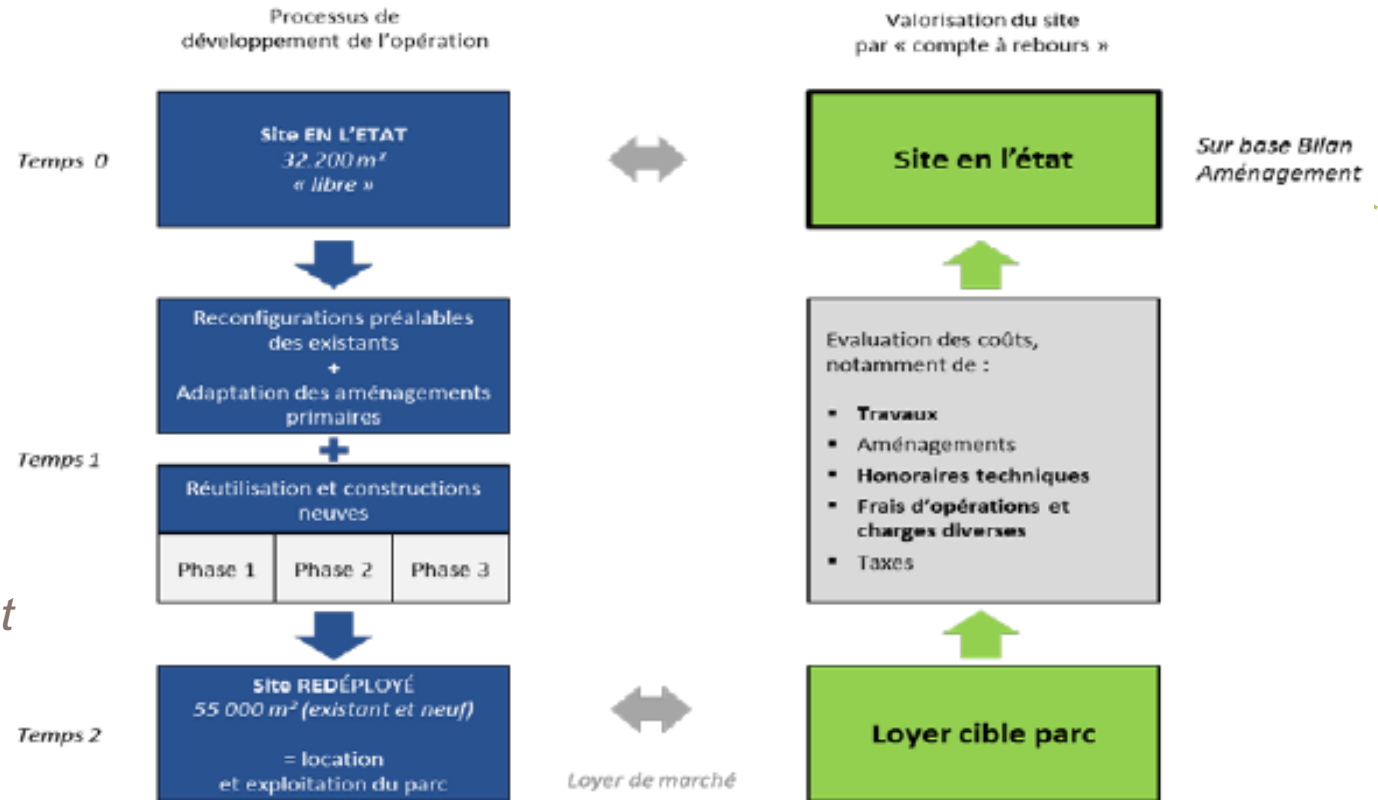 Processus de
développement de l'opération
Valorisation du site
par « compte à rebours »
Temps 0
Site EN L'ETAT
32.200 m²
« libre »
Site en l'état
Sur base Bilan
Aménagement
Temps 1
Reconfigurations préalables
des existants
+
Adaptation des aménagements
primaires
Réutilisation et constructions
neuves
Phase 1
Phase 2
Phase 3
Evaluation des coûts,
notamment de :
▪ Travaux
▪ Aménagements
▪ Honoraires techniques
▪ Frais d'opérations et
charges diverses
▪ Taxes
t
Temps 2
Site REDÉPLOYÉ
55 000 m² (existant et neuf)
= location
et exploitation du parc
Loyer de marché
Loyer cible parc